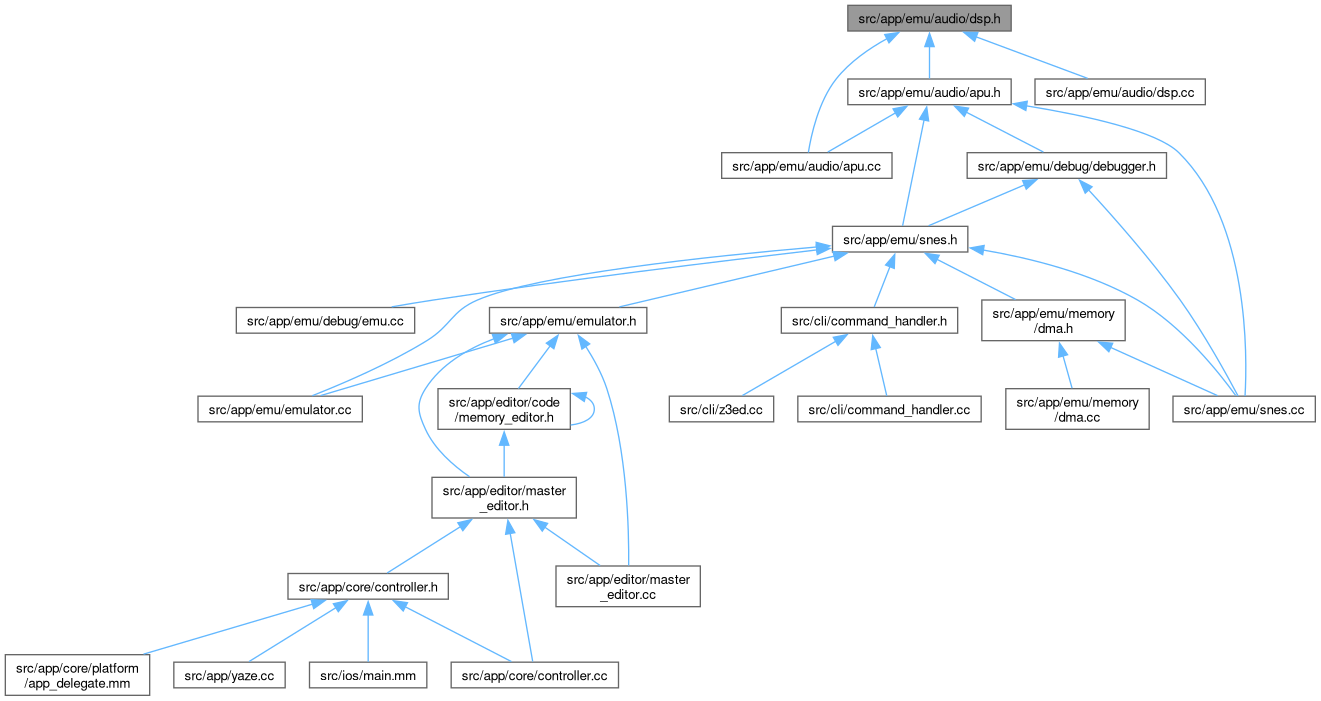 src/app/emu/audio/dsp.h
src/app/emu/audio/apu.h
src/app/emu/audio/dsp.cc
src/app/emu/audio/apu.cc
src/app/emu/debug/debugger.h
src/app/emu/snes.h
src/app/emu/debug/emu.cc
src/app/emu/emulator.h
src/cli/command_handler.h
src/app/emu/memory
/dma.h
src/app/emu/emulator.cc
src/app/editor/code
/memory_editor.h
src/cli/z3ed.cc
src/cli/command_handler.cc
src/app/emu/memory
/dma.cc
src/app/emu/snes.cc
src/app/editor/master
_editor.h
src/app/core/controller.h
src/app/editor/master
_editor.cc
src/app/core/platform
/app_delegate.mm
src/app/yaze.cc
src/ios/main.mm
src/app/core/controller.cc